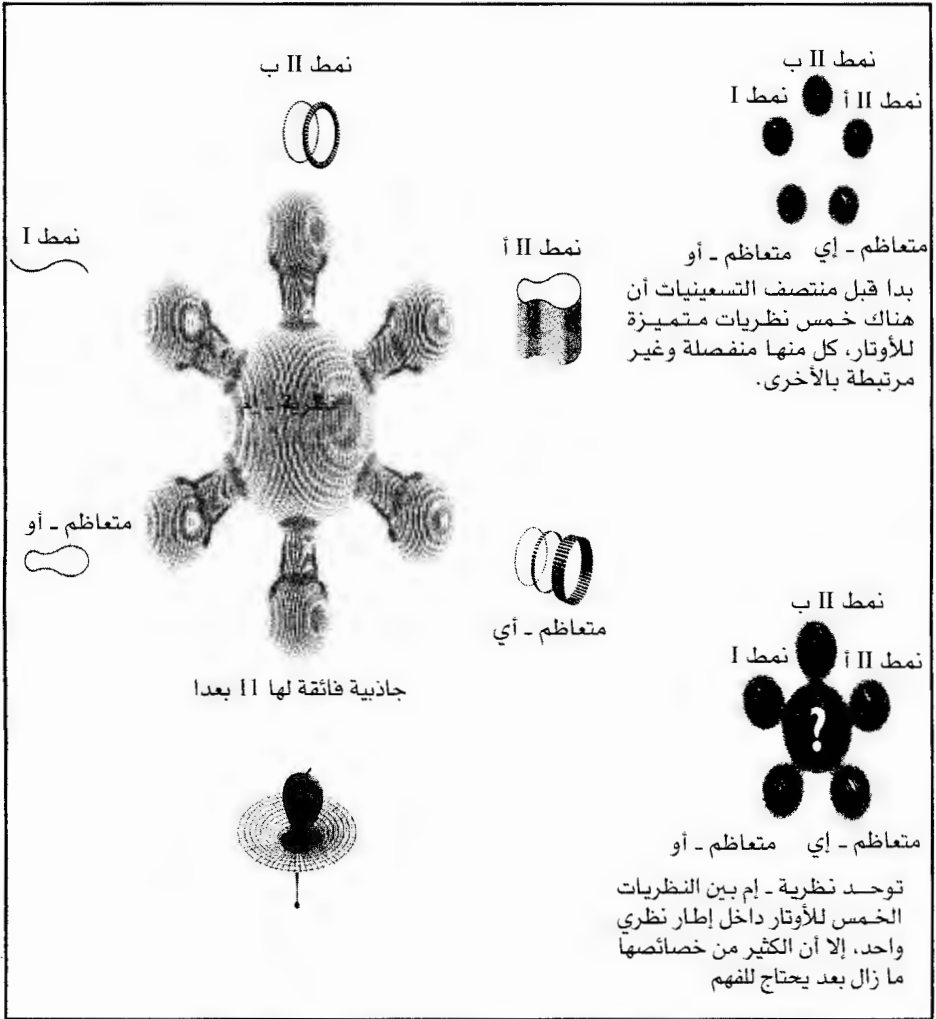 نمط II ب
نمط I
نمط II أ
متعاظم ـ أو
متعاظم ـ أي
نظرية ـ إم
جاذبية فائقة لها 11 بعدا
نمط II ب
نمط II أ
نمط I
متعاظم ـ إي
متعاظم ـ أو
بدا قبل منتصف التسعينيات أن
هناك خمس نظريات متميزة
للأوتار، كل منها منفصلة وغير
مرتبطة بالأخرى.
نمط II ب
نمط II أ
نمط I
?
متعاظم ـ إي
متعاظم ـ أو
توحد نظرية ـ إم بين النظريات
الخمس للأوتار داخل إطار نظري
واحد، إلا أن الكثير من خصائصها
ما زال بعد يحتاج للفهم